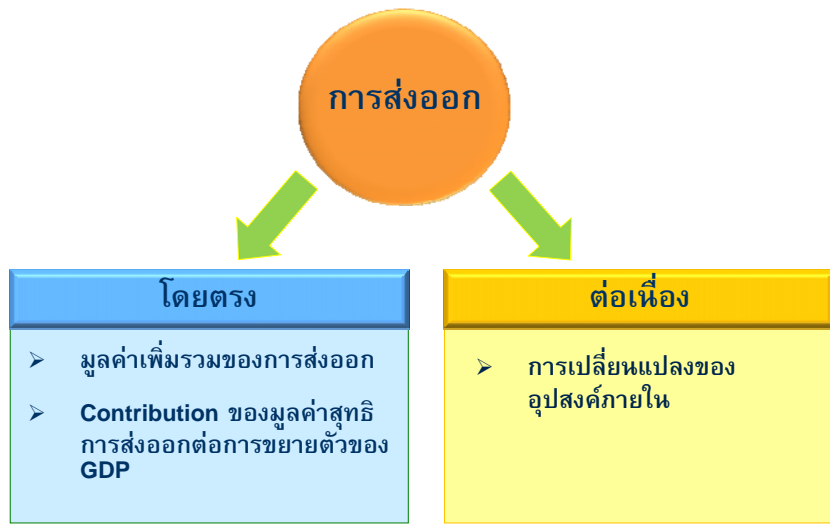 การส่งออก
โดยตรง
➢ มูลค่าเพิ่มรวมของการส่งออก
➢ Contribution ของมูลค่าสุทธิ
การส่งออกต่อการขยายตัวของ
GDP
ต่อเนื่อง
➢ การเปลี่ยนแปลงของ
อุปสงค์ภายใน